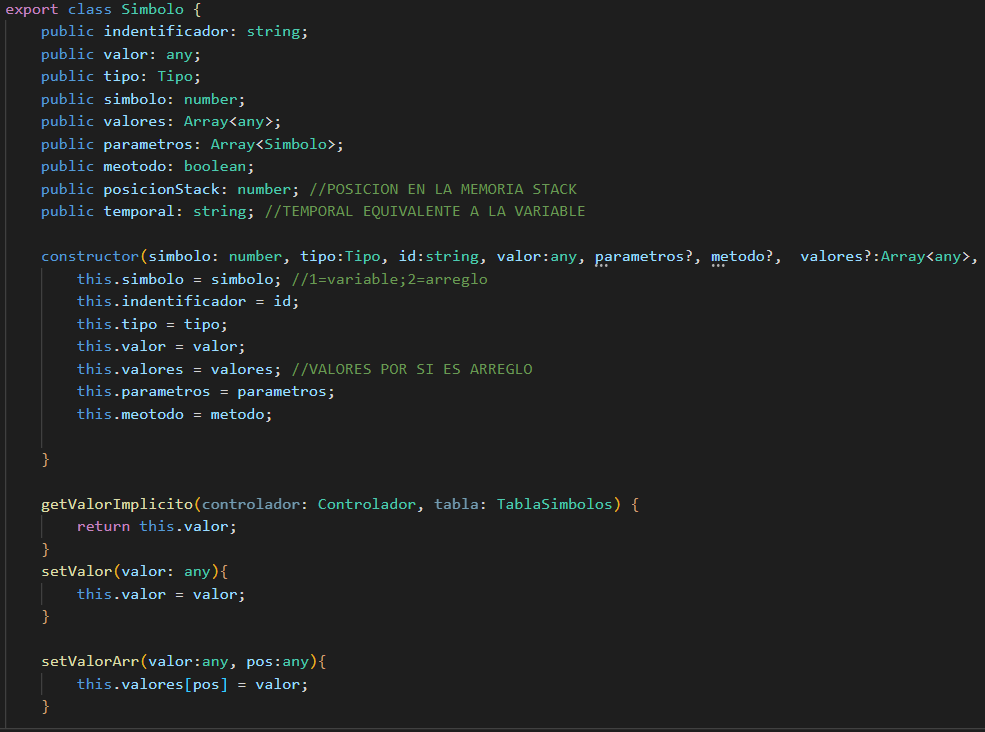 export class Simbolo {
public indentificador: string;
public valor: any;
public tipo: Tipo;
public simbolo: number;
public valores: Array<any>;
public parametros: Array<Simbolo>;
public meotodo: boolean;
public posicionStack: number; //POSICION EN LA MEMORIA STACK
public temporal: string; //TEMPORAL EQUIVALENTE A LA VARIABLE
constructor(simbolo: number, tipo:Tipo, id:string, valor:any, parametros?, metodo?,  valores?:Array<any>,
this.simbolo = simbolo; //1=variable;2=arreglo
this.indentificador = id;
this.tipo = tipo;
this.valor = valor;
this.valores = valores; //VALORES POR SI ES ARREGLO
this.parametros = parametros;
this.meotodo = metodo;
}
getValorImplicito(controlador: Controlador, tabla: TablaSimbolos) {
return this.valor;
}
setValor(valor: any){
this.valor = valor;
}
setValorArr(valor:any, pos:any){
this.valores[pos] = valor;
}